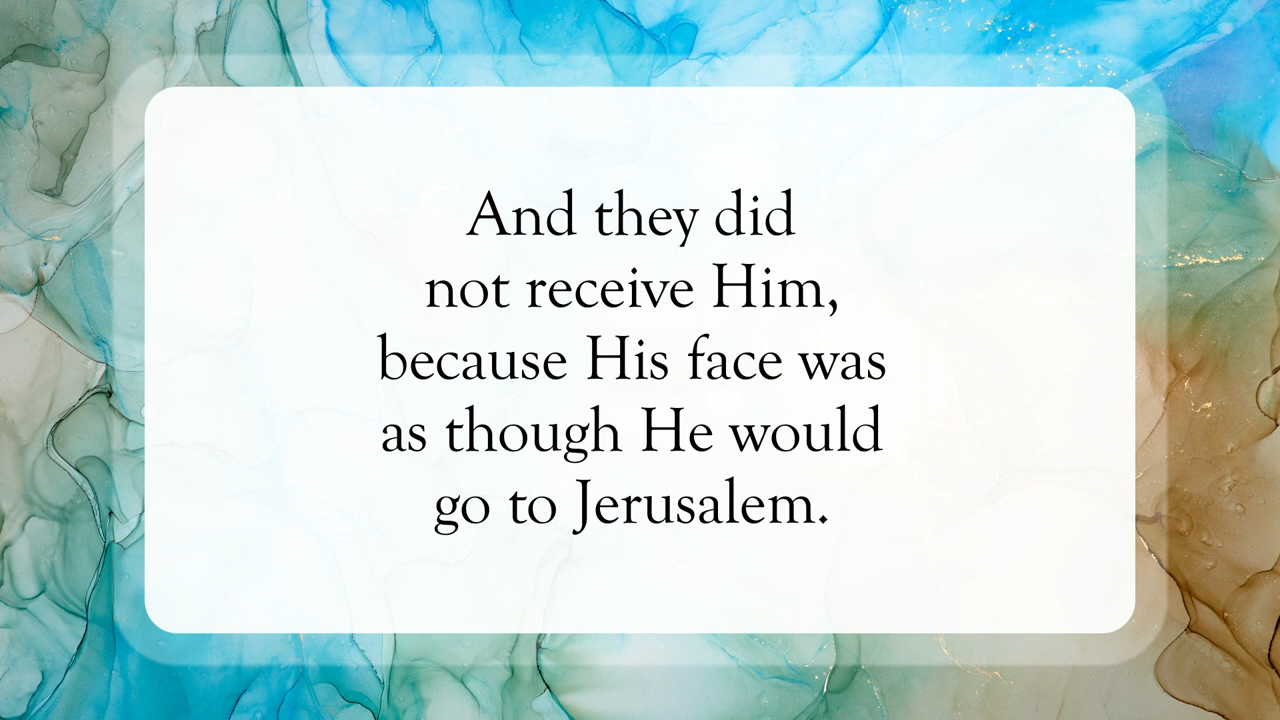 And they did
not receive Him,
because His face was
as though He would
go to Jerusalem.